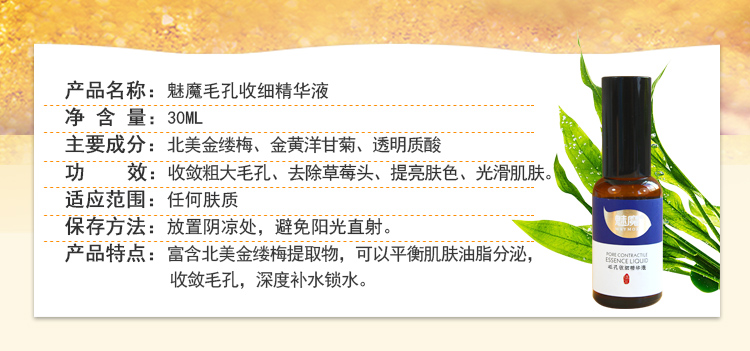 产品名称：魅魔毛孔收细精华液
净 含 量：30ML
主要成分：北美金缕梅、金黄洋甘菊、透明质酸
功 效：收敛粗大毛孔、去除草莓头、提亮肤色、光滑肌肤。
适应范围：任何肤质
保存方法：放置阴凉处，避免阳光直射。
产品特点：富含北美金缕梅提取物，可以平衡肌肤油脂分泌，
收敛毛孔，深度补水锁水。
魅魔
PORE CONTRACTILE
ESSENCE LIQUID
毛孔收细精华液